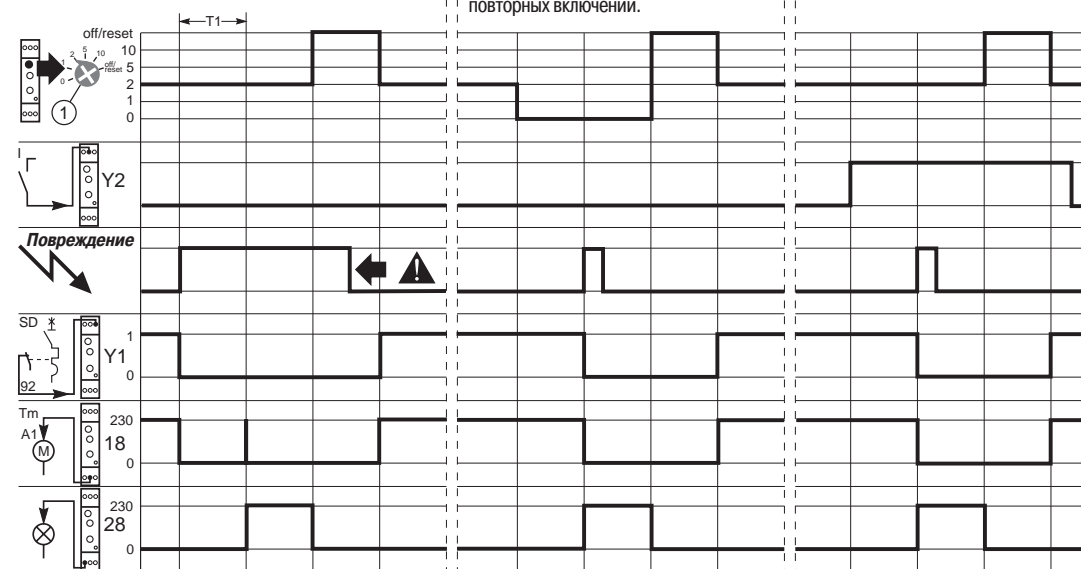 повторных включений.
T1
off/reset
10
5
2
1
0
0 1 2 5 10 off/reset
1
I
Y2
Повреждение
SD
1
Y1
0
92
Tm
A1
M
230
18
0
230
28
0